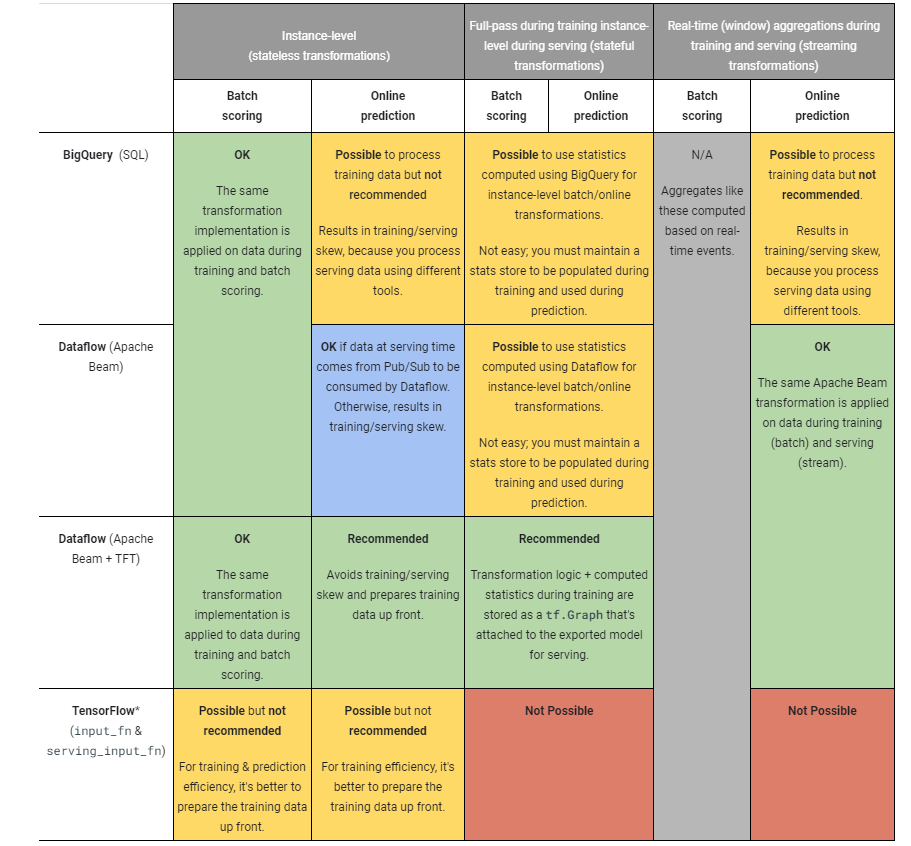 Instance-level
(stateless transformations)
Full-pass during training instance-
level during serving (stateful
transformations)
Real-time (window) aggregations during
training and serving (streaming
transformations)
Batch
scoring
Online
prediction
Batch
scoring
Online
prediction
Batch
scoring
Online
prediction
BigQuery (SQL)
OK
The same
transformation
implementation is
applied on data during
training and batch
scoring.
Possible to process
training data but not
recommended
Results in training/serving
skew, because you process
serving data using different
tools.
Possible to use statistics
computed using BigQuery for
instance-level batch/online
transformations.
Not easy; you must maintain a
stats store to be populated during
training and used during
prediction.
N/A
Aggregates like
these computed
based on real-
time events.
Possible to process
training data but not
recommended.
Results in
training/serving skew,
because you process
serving data using
different tools.
Dataflow (Apache
Beam)
OK if data at serving time
comes from Pub/Sub to be
consumed by Dataflow.
Otherwise, results in
training/serving skew.
Possible to use statistics
computed using Dataflow for
instance-level batch/online
transformations.
Not easy; you must maintain a
stats store to be populated during
training and used during
prediction.
OK
The same Apache Beam
transformation is applied
on data during training
(batch) and serving
(stream).
Dataflow (Apache
Beam + TFT)
OK
The same
transformation
implementation is
applied to data during
training and batch
scoring.
Recommended
Avoids training/serving
skew and prepares training
data up front.
Recommended
Transformation logic + computed
statistics during training are
stored as a tf.Graph that's
attached to the exported model
for serving.
TensorFlow*
(input_fn &
serving_input_fn)
Possible but not
recommended
For training & prediction
efficiency, it's better to
prepare the training data
up front.
Possible but not
recommended
For training efficiency, it's
better to prepare the
training data up front.
Not Possible
Not Possible